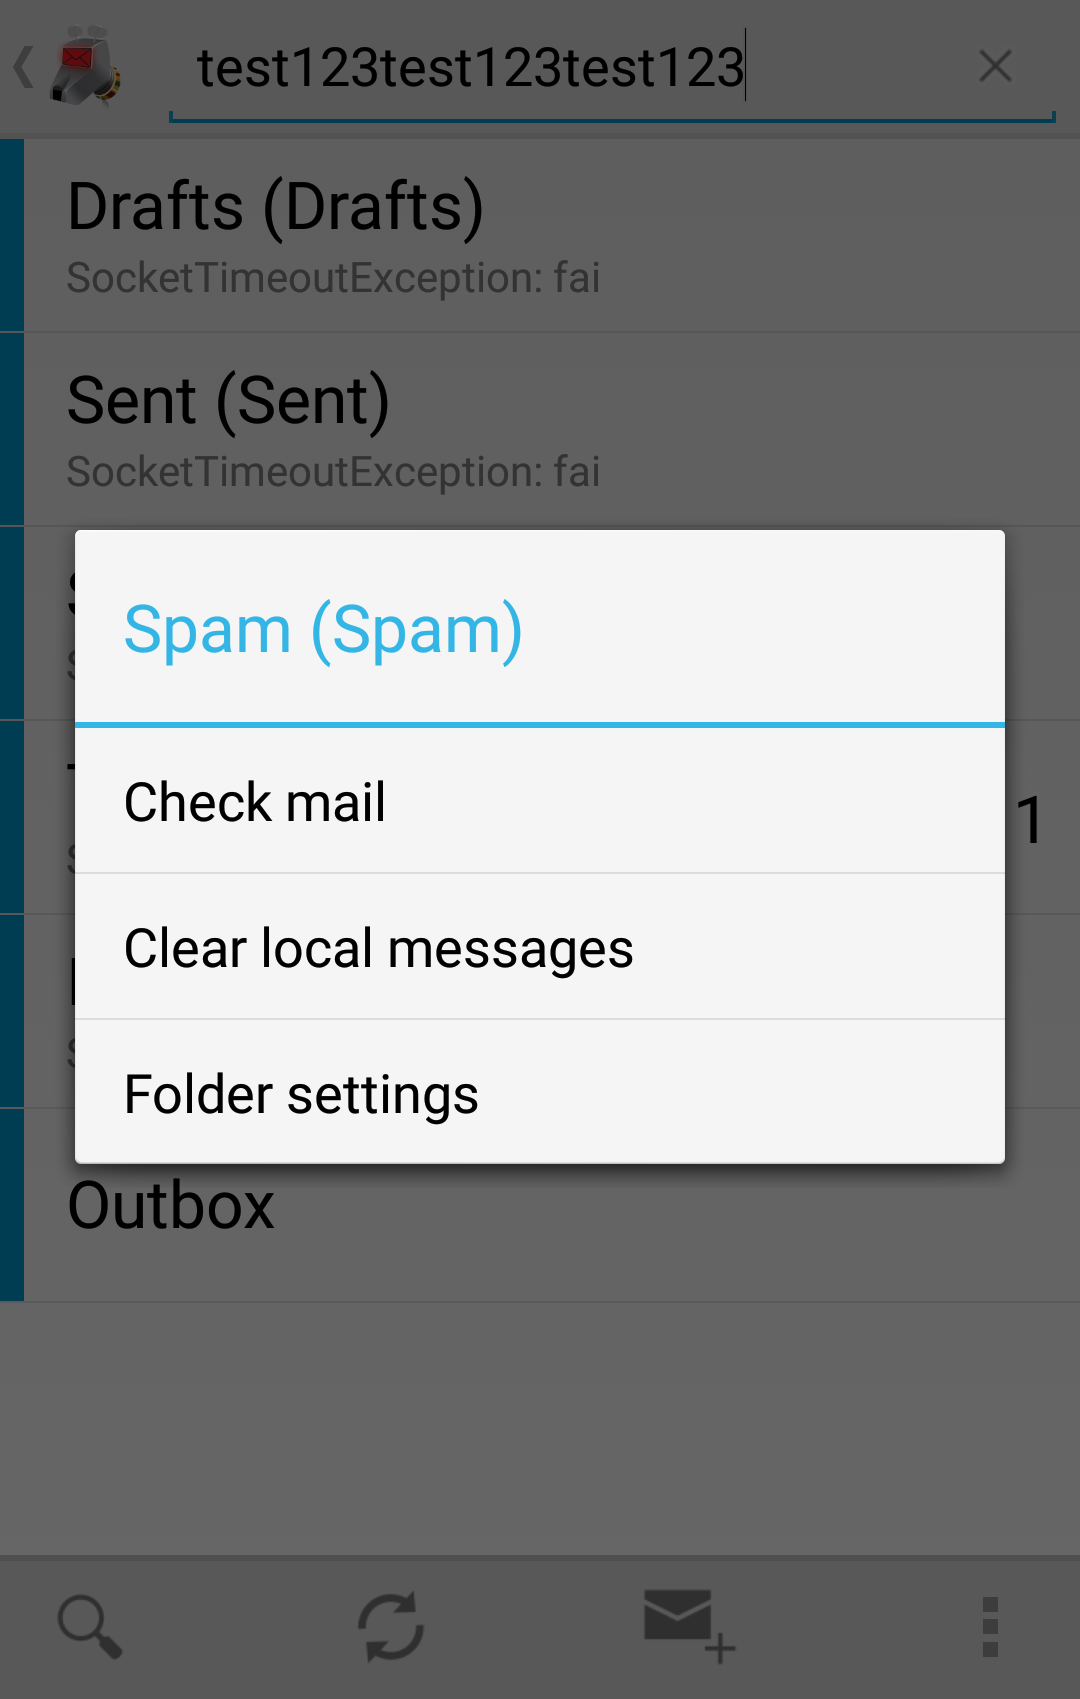 test123test123test123
Drafts (Drafts)
SocketTimeoutException: fai
Sent (Sent)
SocketTimeoutException: fai
Spam (Spam)
Check mail
1
Clear local messages
Folder settings
Outbox